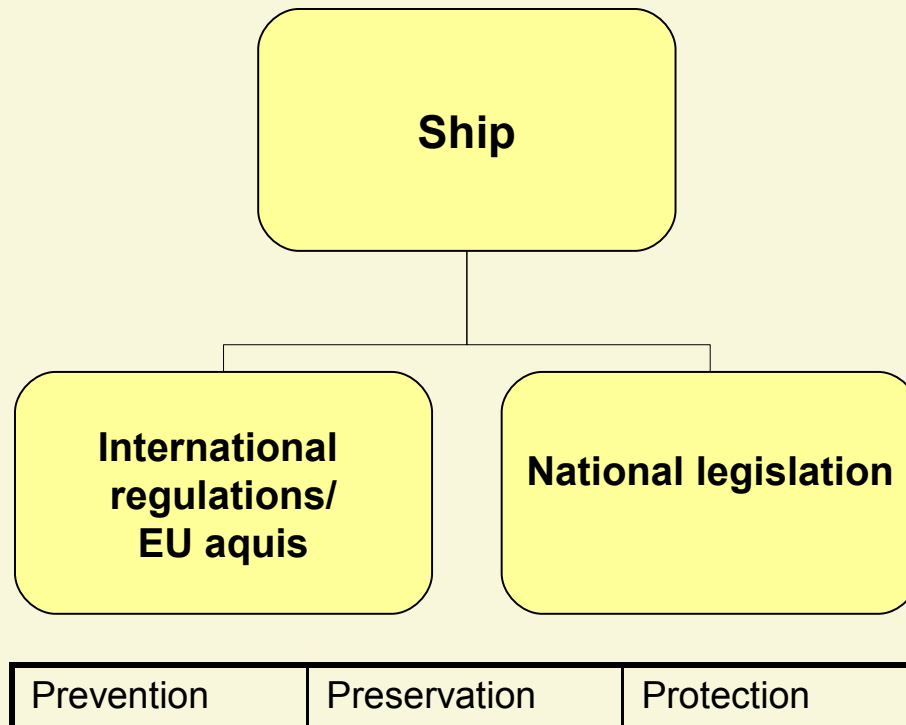 Ship
International
regulations/
EU aquis
National legislation
Prevention
Preservation
Protection